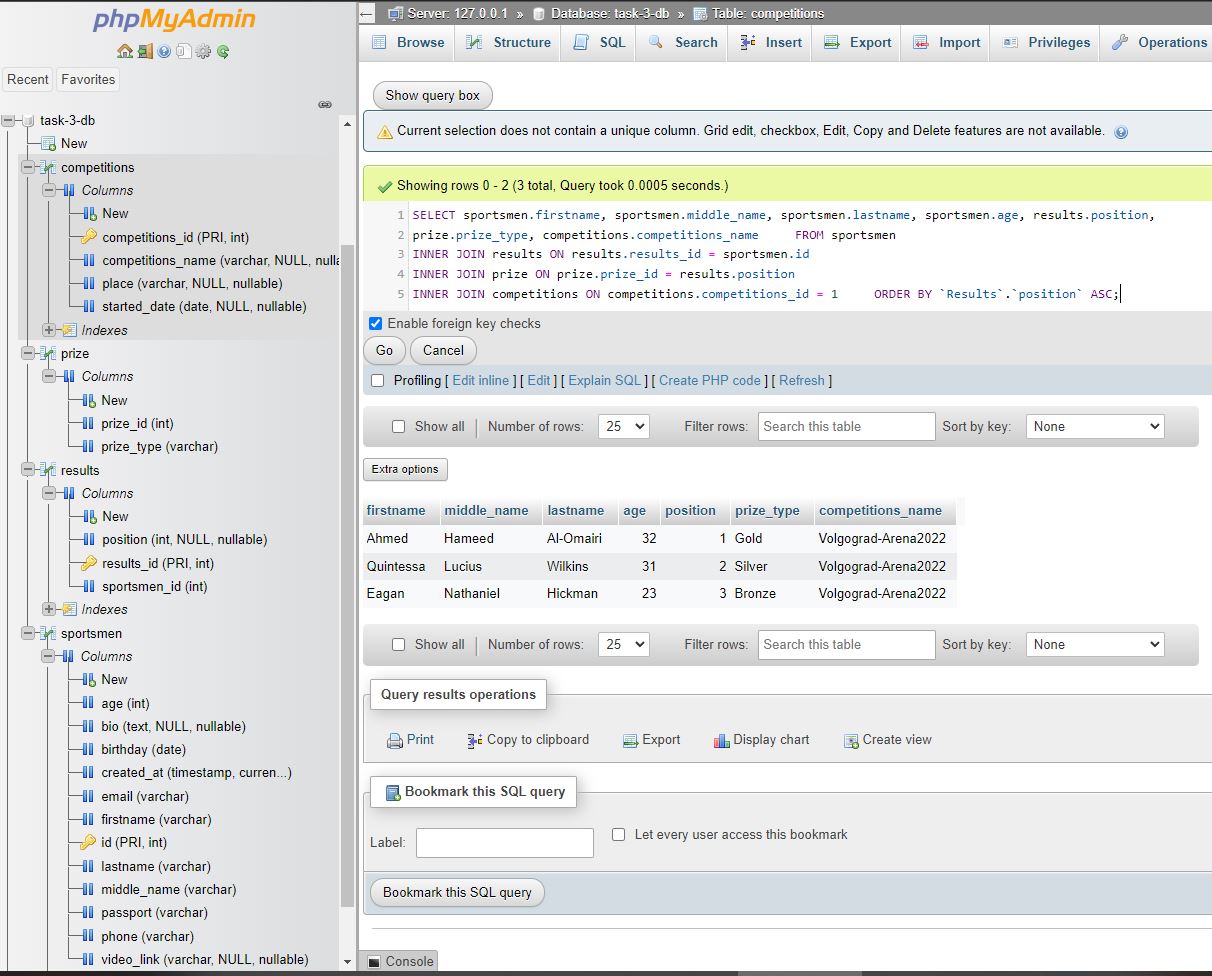 phpMyAdmin
Recent Favorites
task-3-db
New
competitions
Columns
New
competitions_id (PRI, int)
competitions_name (varchar, NULL, nulla
place (varchar, NULL, nullable)
started_date (date, NULL, nullable)
Indexes
prize
Columns
New
prize_id (int)
prize_type (varchar)
results
Columns
New
position (int, NULL, nullable)
results_id (PRI, int)
sportsmen_id (int)
Indexes
sportsmen
Columns
New
age (int)
bio (text, NULL, nullable)
birthday (date)
created_at (timestamp, curren...)
email (varchar)
firstname (varchar)
id (PRI, int)
lastname (varchar)
middle_name (varchar)
passport (varchar)
phone (varchar)
video_link (varchar, NULL, nullable)
Server: 127.0.0.1 » Database: task-3-db » Table: competitions
Browse Structure SQL Search Insert Export Import Privileges Operations
Show query box
Current selection does not contain a unique column. Grid edit, checkbox, Edit, Copy and Delete features are not available.
Showing rows 0 - 2 (3 total, Query took 0.0005 seconds.)
1 SELECT sportsmen.firstname, sportsmen.middle_name, sportsmen.lastname, sportsmen.age, results.position,
2 prize.prize_type, competitions.competitions_name FROM sportsmen
3 INNER JOIN results ON results.results_id = sportsmen.id
4 INNER JOIN prize ON prize.prize_id = results.position
5 INNER JOIN competitions ON competitions.competitions_id = 1 ORDER BY `Results`.`position` ASC;
Enable foreign key checks
Go Cancel
Profiling [ Edit inline ] [ Edit ] [ Explain SQL ] [ Create PHP code ] [ Refresh ]
Show all Number of rows: 25 Filter rows: Search this table Sort by key: None
Extra options
firstname middle_name lastname age position prize_type competitions_name
Ahmed Hameed Al-Omairi 32 1 Gold Volgograd-Arena2022
Quintessa Lucius Wilkins 31 2 Silver Volgograd-Arena2022
Eagan Nathaniel Hickman 23 3 Bronze Volgograd-Arena2022
Show all Number of rows: 25 Filter rows: Search this table Sort by key: None
Query results operations
Print Copy to clipboard Export Display chart Create view
Bookmark this SQL query
Label: Let every user access this bookmark
Bookmark this SQL query
Console